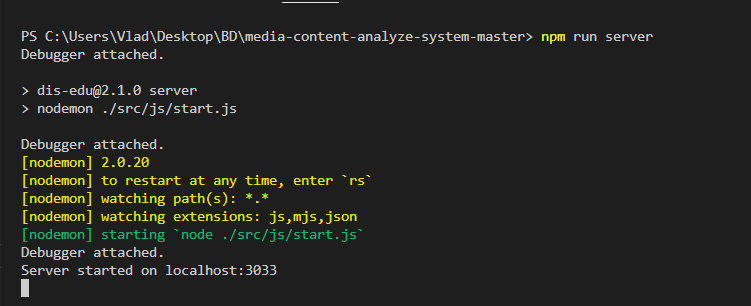 PS C:\Users\Vlad\Desktop\BD\media-content-analyze-system-master> npm run server
Debugger attached.
> dis-edu@2.1.0 server
> nodemon ./src/js/start.js
Debugger attached.
[nodemon] 2.0.20
[nodemon] to restart at any time, enter `rs`
[nodemon] watching path(s): *.*
[nodemon] watching extensions: js,mjs,json
[nodemon] starting `node ./src/js/start.js`
Debugger attached.
Server started on localhost:3033